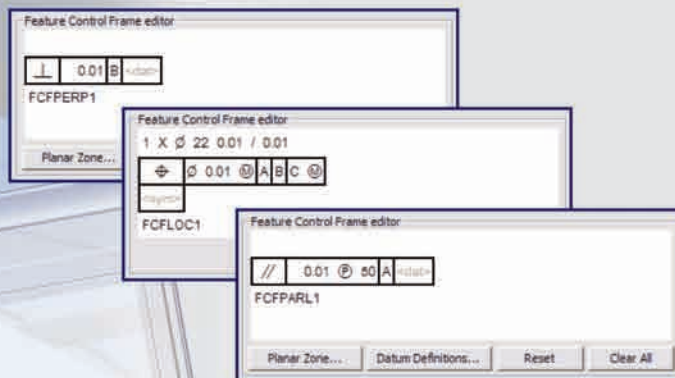 Feature Control Frame editor
⊥ 0.01 B <dat>
FCFPERP1
Planar Zone...
Feature Control Frame editor
1 X Ø 22 0.01 / 0.01
⌖ Ø 0.01 Ⓜ A B C Ⓜ
<sym>
FCFLOC1
Feature Control Frame editor
// 0.01 Ⓟ 50 A <dat>
FCFPARL1
Planar Zone... Datum Definitions... Reset Clear All